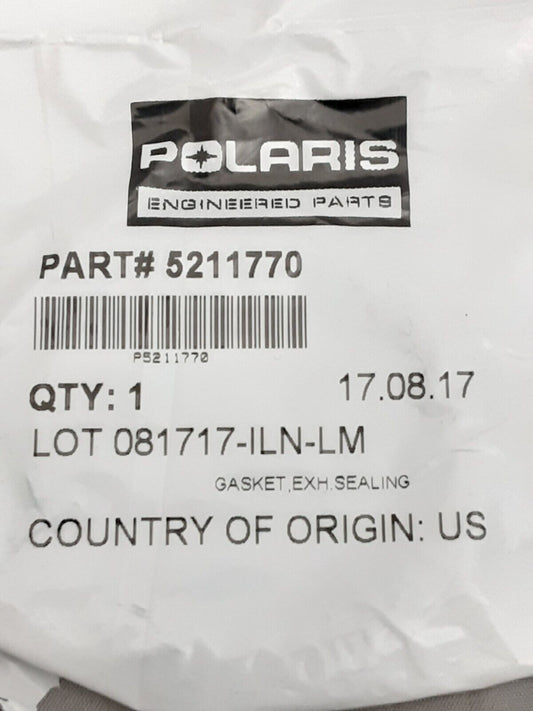 POLARIS
ENGINEERED PARTS
PART# 5211770
P5211770
QTY: 1 17.08.17
LOT 081717-ILN-LM
GASKET,EXH.SEALING
COUNTRY OF ORIGIN: US